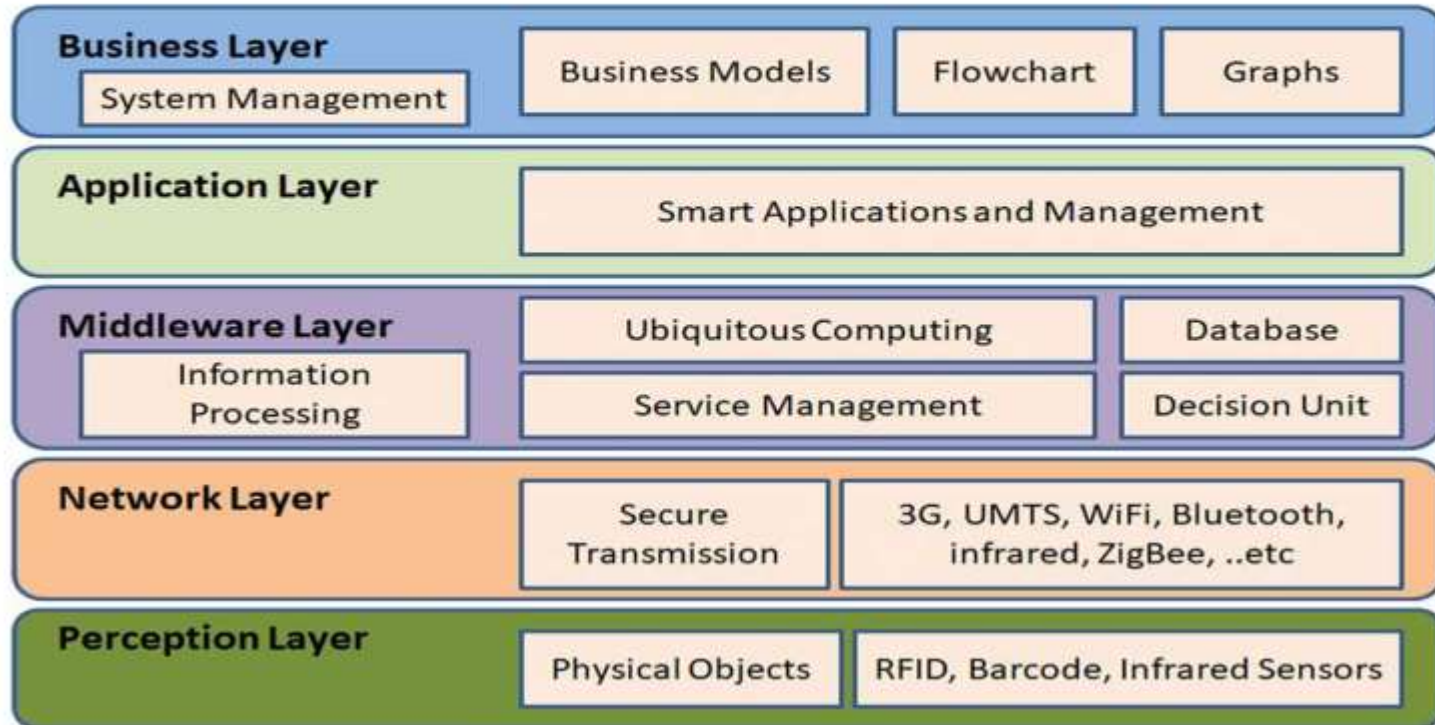 Business Layer
System Management
Business Models
Flowchart
Graphs
Application Layer
Smart Applications and Management
Middleware Layer
Information
Processing
Ubiquitous Computing
Database
Service Management
Decision Unit
Network Layer
Secure
Transmission
3G, UMTS, WiFi, Bluetooth,
infrared, ZigBee, ..etc
Perception Layer
Physical Objects
RFID, Barcode, Infrared Sensors